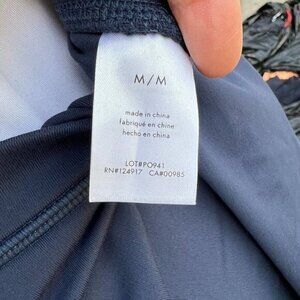 M/M
made in china
fabriqué en chine
hecho en china
LOT#PO941
RN#124917 CA#00985